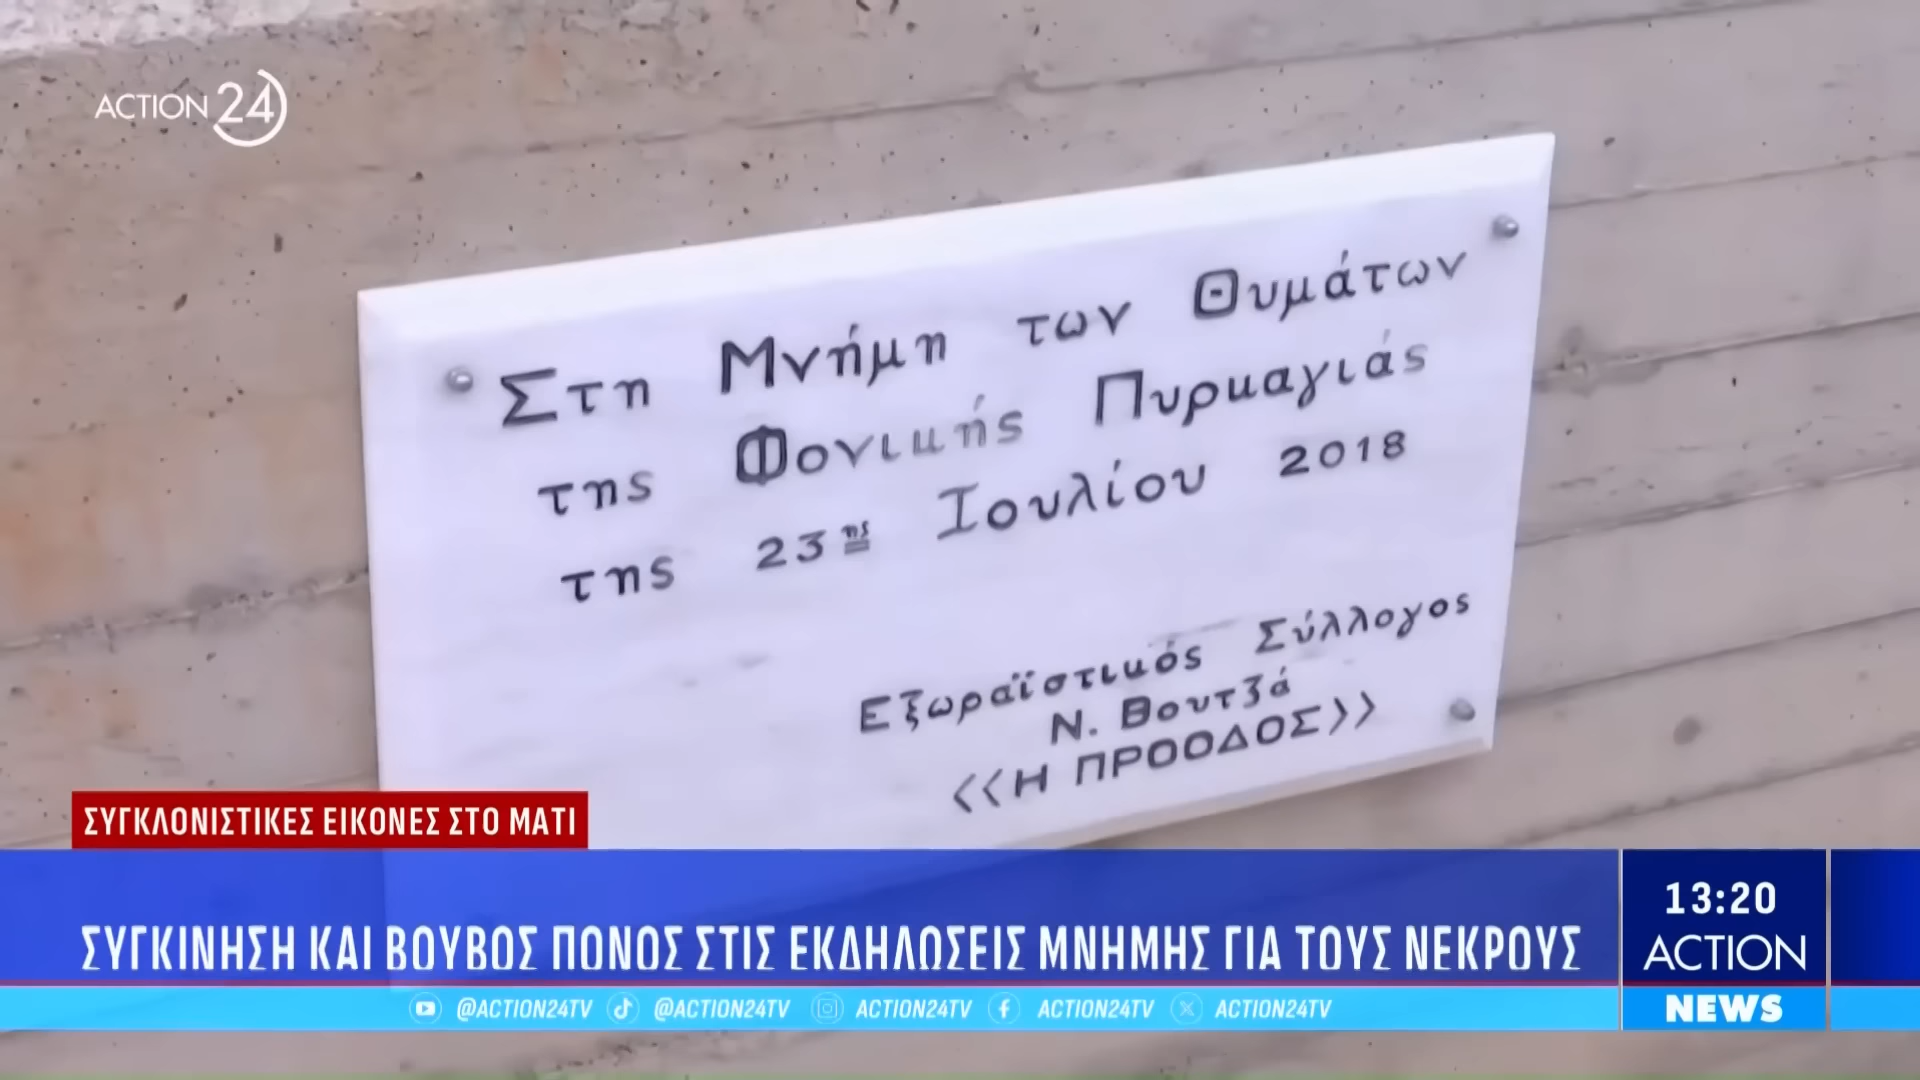 ACTION 24
Στη Μνήμη των Θυμάτων
της Φονικής Πυρκαγιάς
της 23ης Ιουλίου 2018
Εξωραϊστικός Σύλλογος
Ν. Βουτζά
<<Η ΠΡΟΟΔΟΣ>>
ΣΥΓΚΛΟΝΙΣΤΙΚΕΣ ΕΙΚΟΝΕΣ ΣΤΟ ΜΑΤΙ
ΣΥΓΚΙΝΗΣΗ ΚΑΙ ΒΟΥΒΟΣ ΠΟΝΟΣ ΣΤΙΣ ΕΚΔΗΛΩΣΕΙΣ ΜΝΗΜΗΣ ΓΙΑ ΤΟΥΣ ΝΕΚΡΟΥΣ
13:20
ACTION
NEWS
@ACTION24TV @ACTION24TV ACTION24TV ACTION24TV ACTION24TV